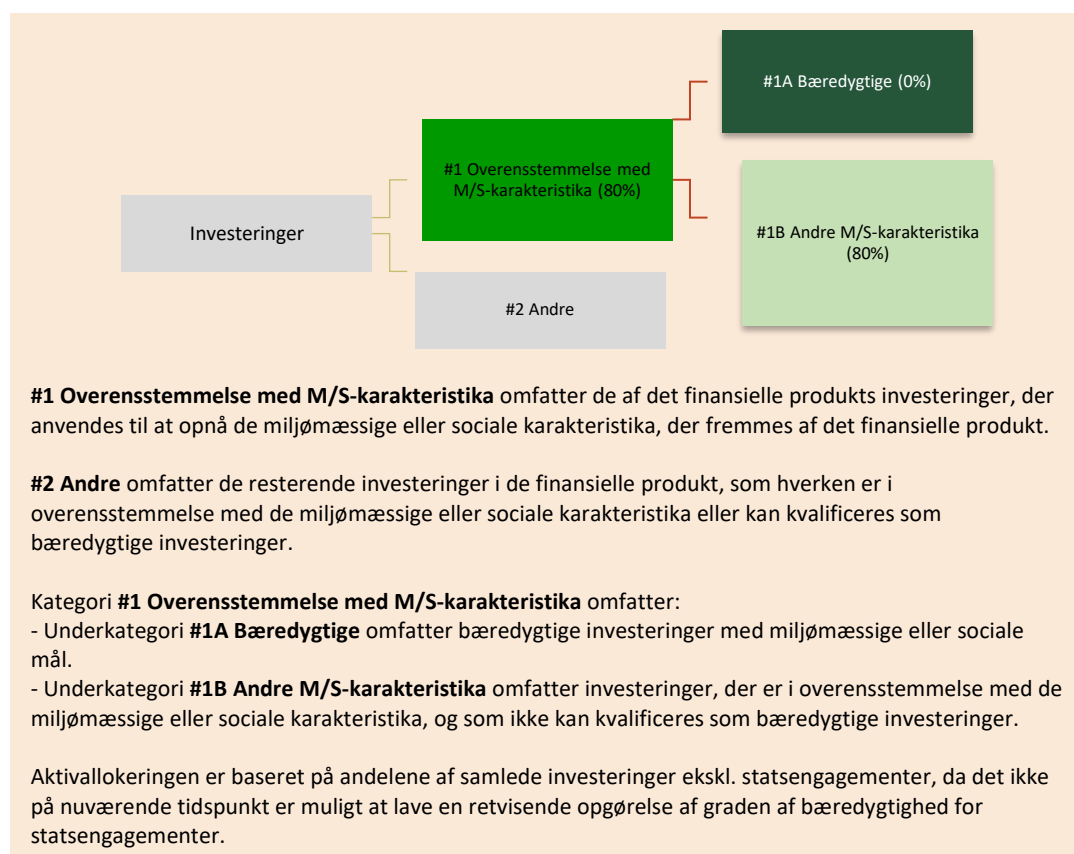 #1A Bæredygtige (0%)
#1 Overensstemmelse med
M/S-karakteristika (80%)
Investeringer
#1B Andre M/S-karakteristika
(80%)
#2 Andre
#1 Overensstemmelse med M/S-karakteristika omfatter de af det finansielle produkts investeringer, der
anvendes til at opnå de miljømæssige eller sociale karakteristika, der fremmes af det finansielle produkt.
#2 Andre omfatter de resterende investeringer i de finansielle produkt, som hverken er i
overensstemmelse med de miljømæssige eller sociale karakteristika eller kan kvalificeres som
bæredygtige investeringer.
Kategori #1 Overensstemmelse med M/S-karakteristika omfatter:
- Underkategori #1A Bæredygtige omfatter bæredygtige investeringer med miljømæssige eller sociale
mål.
- Underkategori #1B Andre M/S-karakteristika omfatter investeringer, der er i overensstemmelse med de
miljømæssige eller sociale karakteristika, og som ikke kan kvalificeres som bæredygtige investeringer.
Aktivallokeringen er baseret på andelene af samlede investeringer ekskl. statsengagementer, da det ikke
på nuværende tidspunkt er muligt at lave en retvisende opgørelse af graden af bæredygtighed for
statsengagementer.